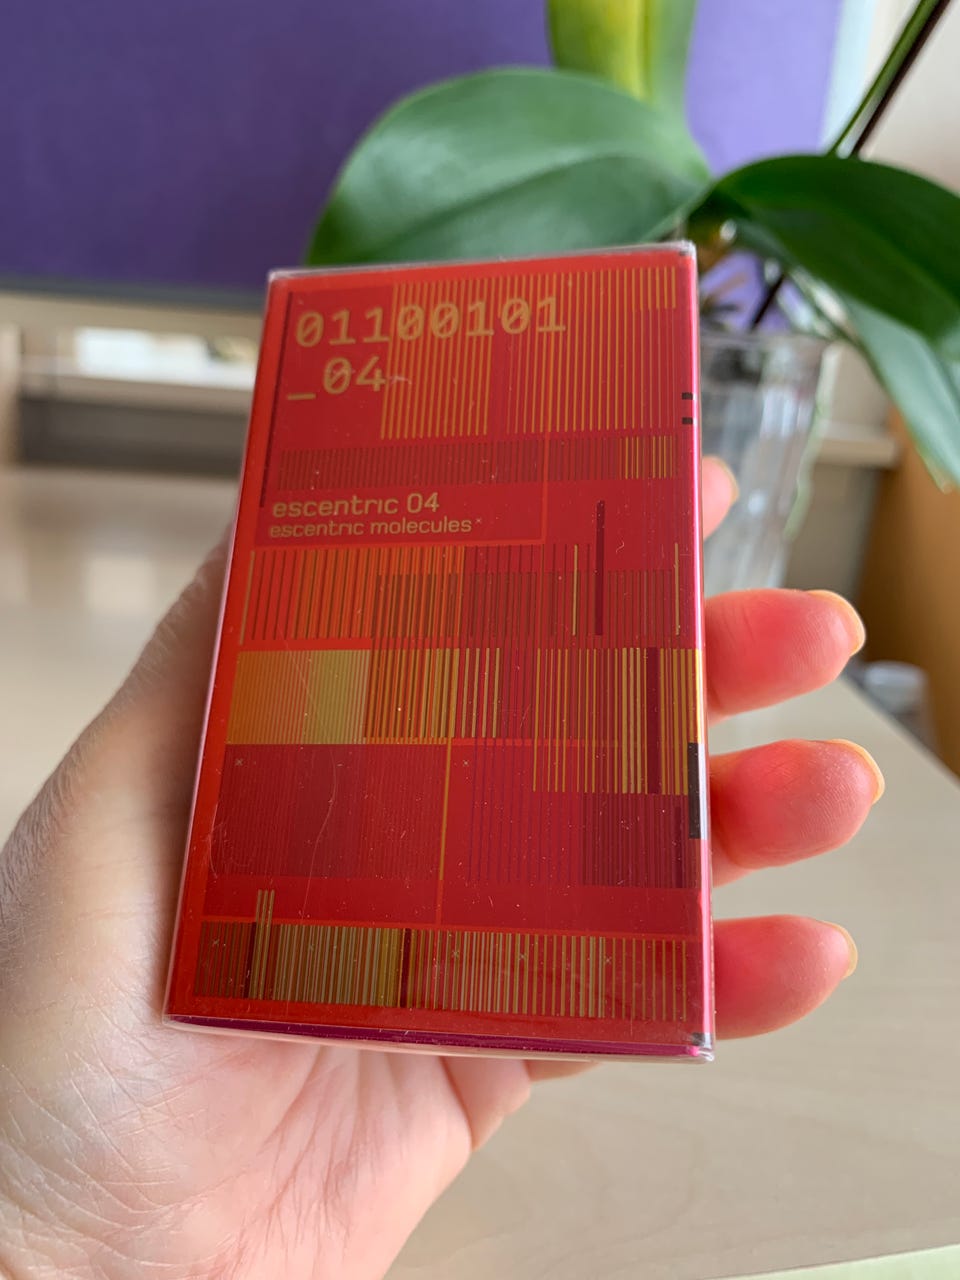 01100101
_04
escentric 04
escentric molecules